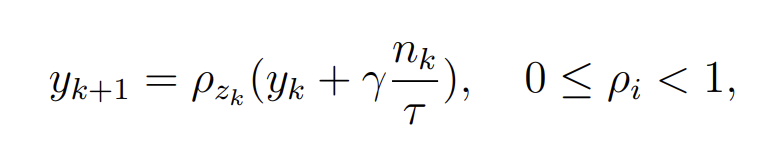 $y_{k+1} = \rho_{z_k}(y_k + \gamma \frac{n_k}{\tau}), \quad 0 \leq \rho_i < 1,$